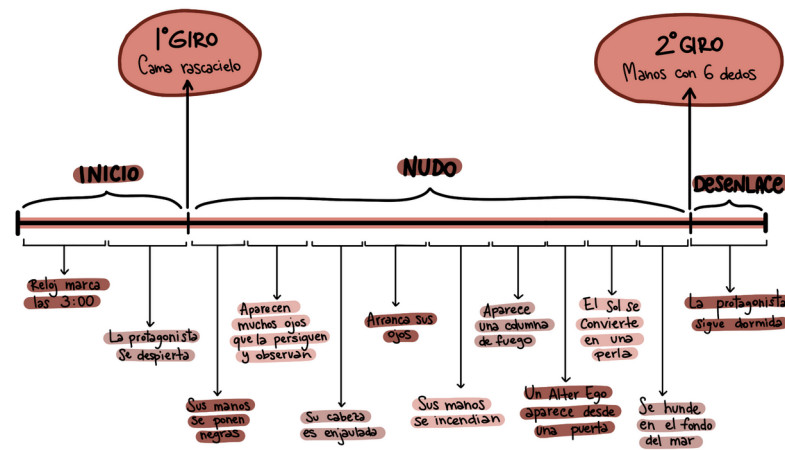 1° GIRO
Cama rascacielo
2° GIRO
Manos con 6 dedos
INICIO
NUDO
DESENLACE
Reloj marca
las 3:00
La protagonista
se despierta
Sus manos
se ponen
negras
Aparecen
muchos ojos
que la persiguen
y observan
Su cabeza
es enjaulada
Arranca sus
ojos
Sus manos
se incendian
Aparece
una columna
de fuego
Un Alter Ego
aparece desde
una puerta
El Sol se
convierte
en una
perla
Se hunde
en el fondo
del mar
La protagonista
sigue dormida